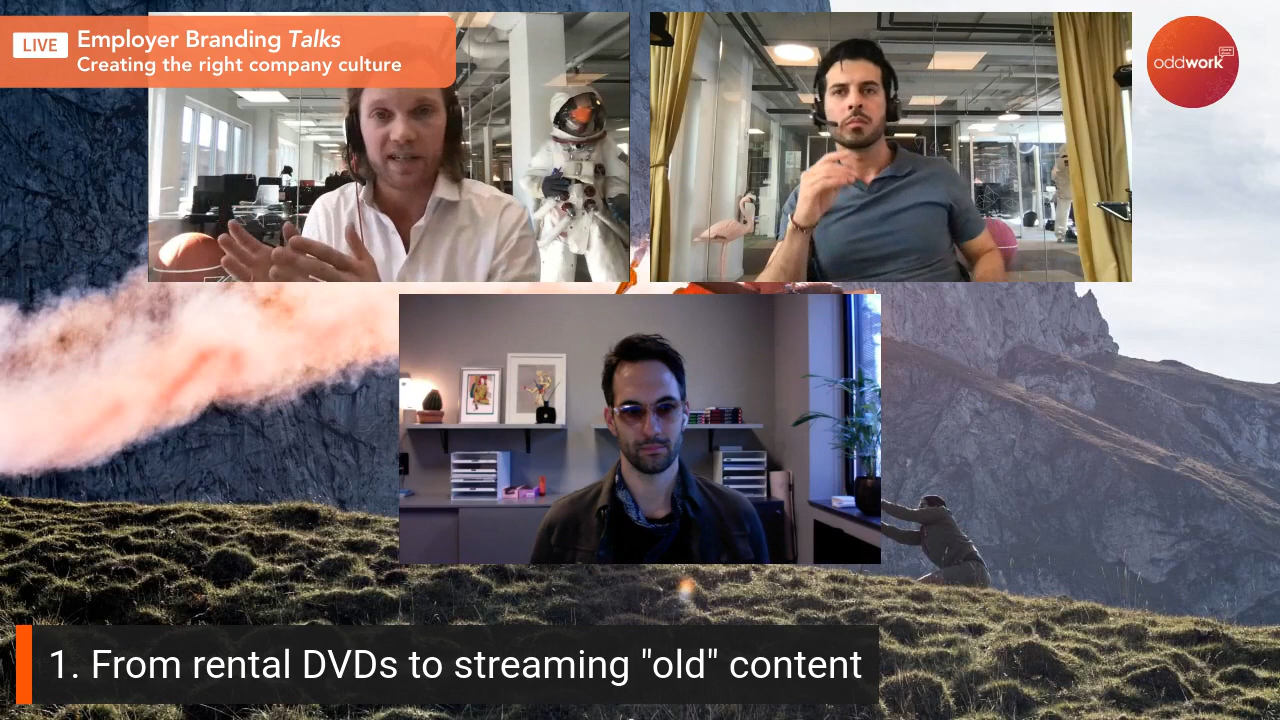 LIVE
Employer Branding Talks
Creating the right company culture
oddwork
1. From rental DVDs to streaming "old" content